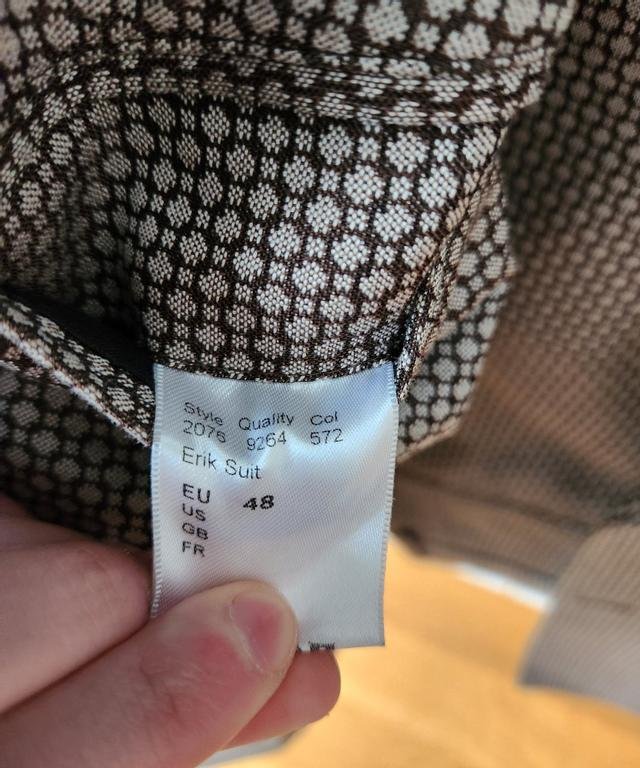 Style Quality Col
2076 9264 572
Erik Suit
EU 48
US
GB
FR